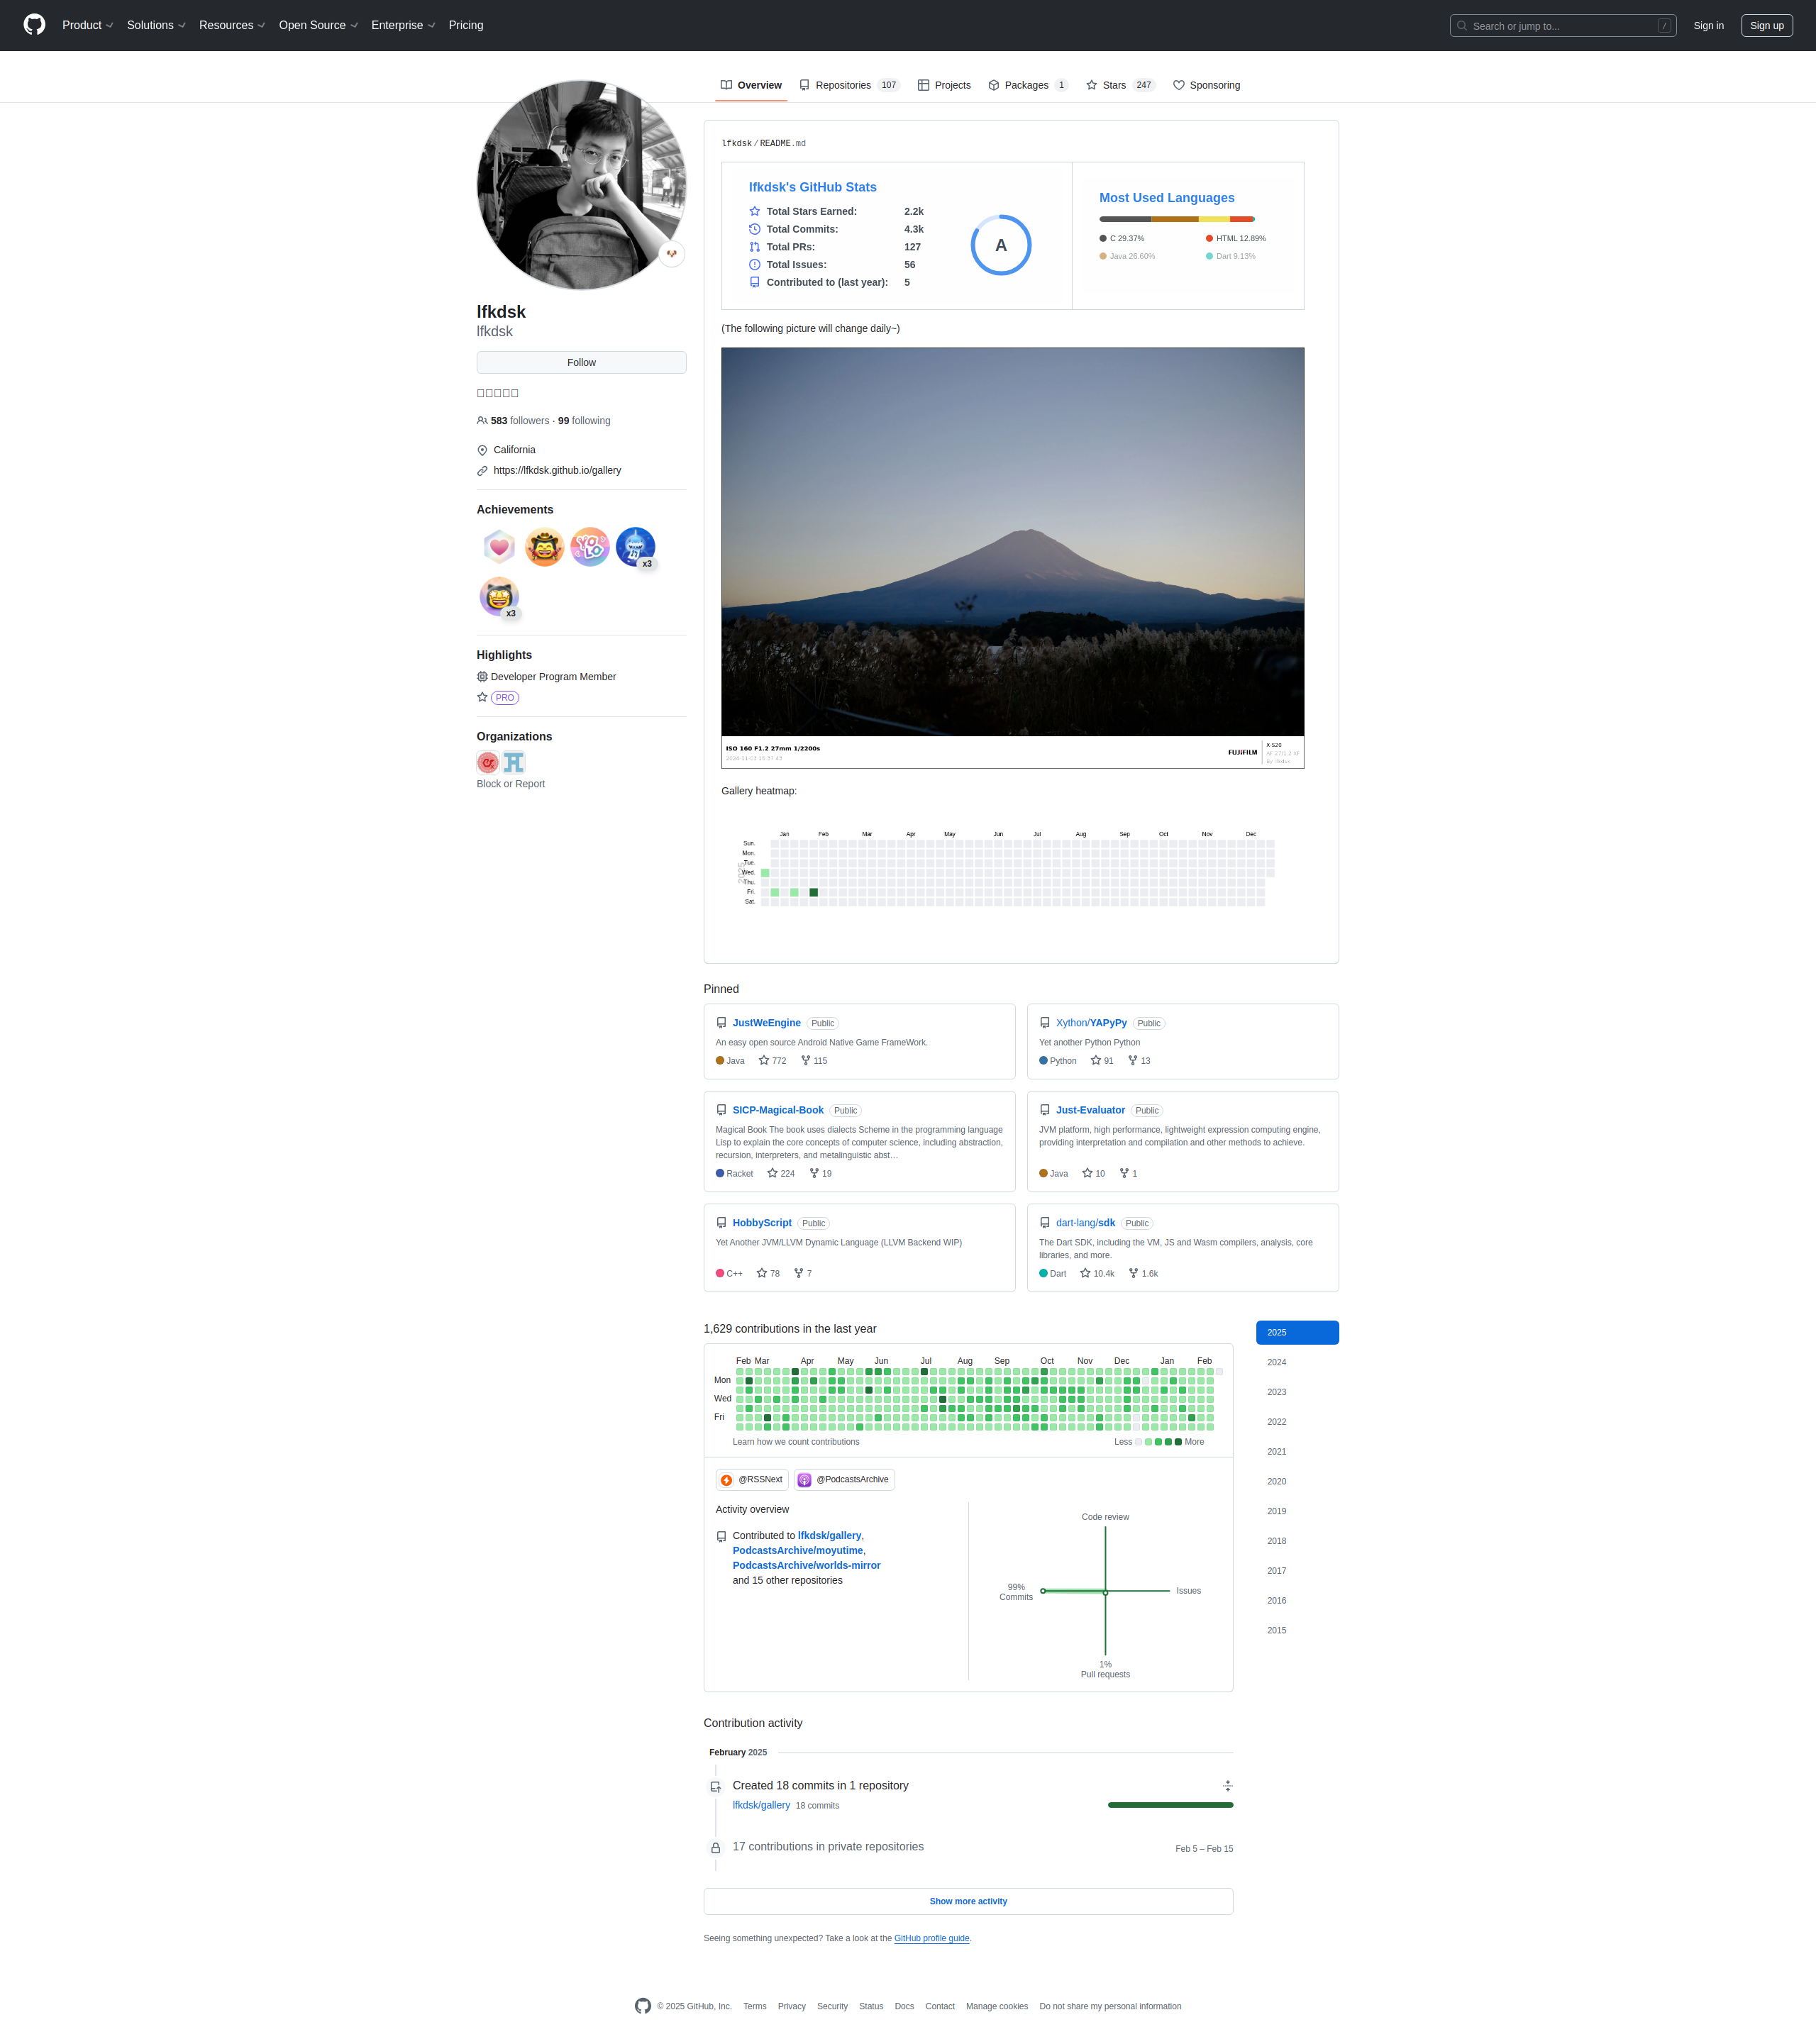 Product Solutions Resources Open Source Enterprise Pricing Search or jump to... / Sign in Sign up
Overview Repositories 107 Projects Packages 1 Stars 247 Sponsoring
lfkdsk
lfkdsk
Follow
583 followers · 99 following
California
https://lfkdsk.github.io/gallery
Achievements
YOLO
x3
x3
Highlights
Developer Program Member
PRO
Organizations
Block or Report
lfkdsk / README.md
lfkdsk's GitHub Stats
Total Stars Earned: 2.2k
Total Commits: 4.3k
Total PRs: 127
Total Issues: 56
Contributed to (last year): 5
A
Most Used Languages
C 29.37% HTML 12.89%
Java 26.60% Dart 9.13%
(The following picture will change daily~)
ISO 160 F1.2 27mm 1/2200s
FUJIFILM
X-S20
Gallery heatmap:
Jan Feb Mar Apr May Jun Jul Aug Sep Oct Nov Dec
2025
Sun.
Mon.
Tue.
Wed.
Thu.
Fri.
Sat.
Pinned
JustWeEngine Public
An easy open source Android Native Game FrameWork.
Java 772 115
Xython/YAPyPy Public
Yet another Python Python
Python 91 13
SICP-Magical-Book Public
Magical Book The book uses dialects Scheme in the programming language
Lisp to explain the core concepts of computer science, including abstraction,
recursion, interpreters, and metalinguistic abst…
Racket 224 19
Just-Evaluator Public
JVM platform, high performance, lightweight expression computing engine,
providing interpretation and compilation and other methods to achieve.
Java 10 1
HobbyScript Public
Yet Another JVM/LLVM Dynamic Language (LLVM Backend WIP)
C++ 78 7
dart-lang/sdk Public
The Dart SDK, including the VM, JS and Wasm compilers, analysis, core
libraries, and more.
Dart 10.4k 1.6k
1,629 contributions in the last year
Feb Mar Apr May Jun Jul Aug Sep Oct Nov Dec Jan Feb
Mon
Wed
Fri
Learn how we count contributions
Less More
@RSSNext @PodcastsArchive
Activity overview
Contributed to lfkdsk/gallery,
PodcastsArchive/moyutime,
PodcastsArchive/worlds-mirror
and 15 other repositories
Code review
99%
Commits
Issues
1%
Pull requests
2025
2024
2023
2022
2021
2020
2019
2018
2017
2016
2015
Contribution activity
February 2025
Created 18 commits in 1 repository
lfkdsk/gallery 18 commits
17 contributions in private repositories Feb 5 – Feb 15
Show more activity
Seeing something unexpected? Take a look at the GitHub profile guide.
© 2025 GitHub, Inc. Terms Privacy Security Status Docs Contact Manage cookies Do not share my personal information